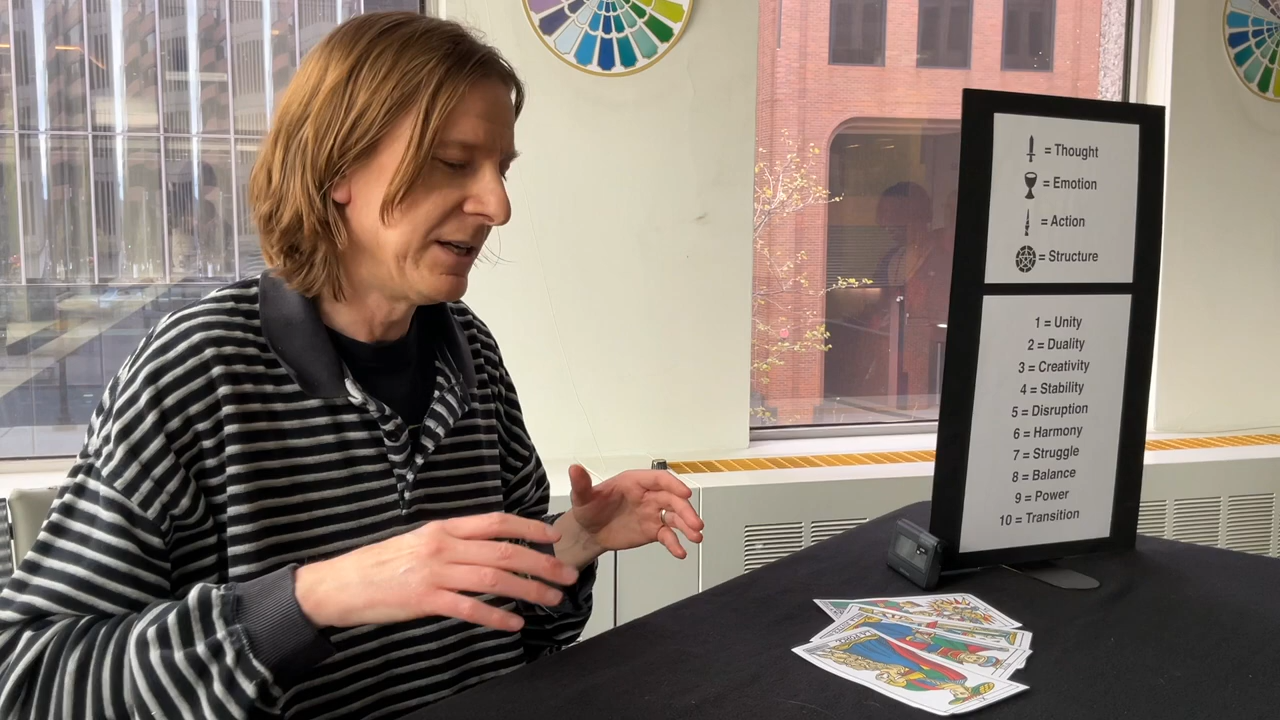 = Thought
= Emotion
= Action
= Structure
1 = Unity
2 = Duality
3 = Creativity
4 = Stability
5 = Disruption
6 = Harmony
7 = Struggle
8 = Balance
9 = Power
10 = Transition